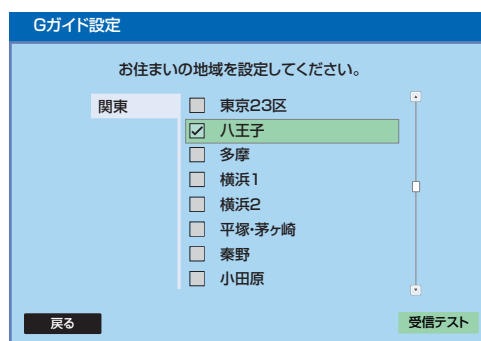 Gガイド設定
お住まいの地域を設定してください。
関東
東京23区
八王子
多摩
横浜1
横浜2
平塚･茅ヶ崎
秦野
小田原
戻る
受信テスト